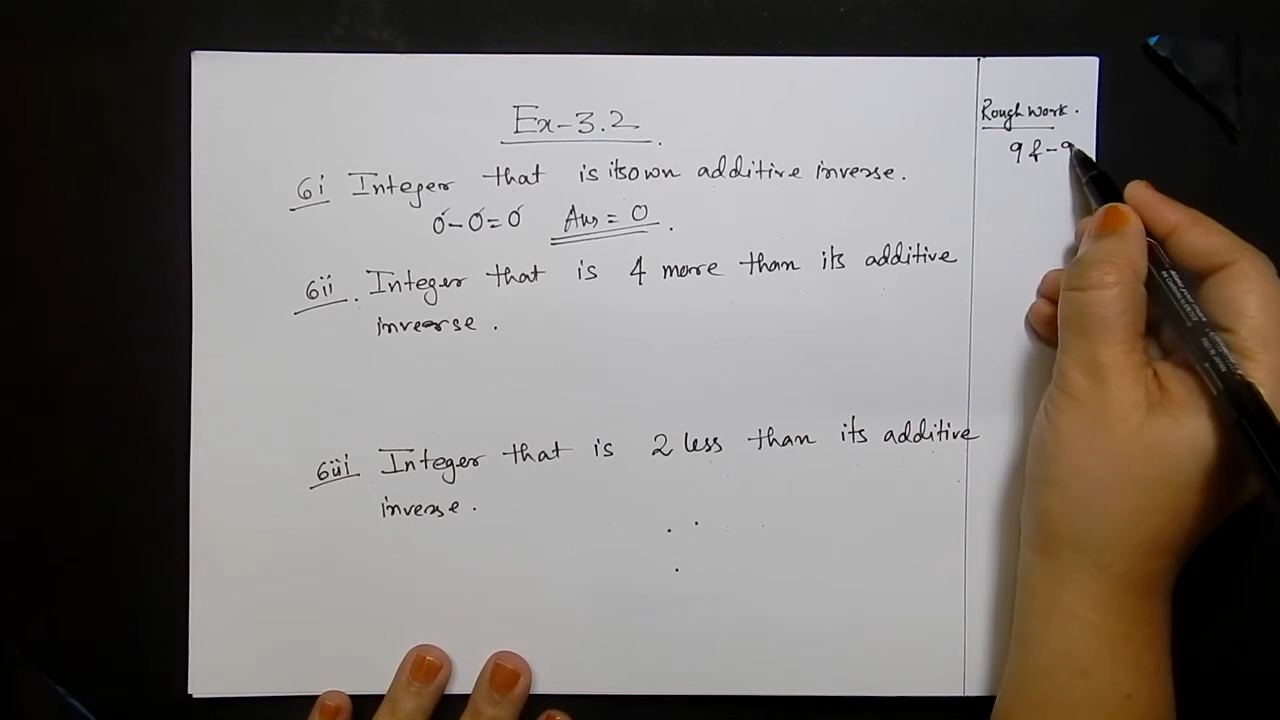 Ex-3.2
Rough work.
9 & -9
6i Integer that is its own additive inverse.
0-0=0 Ans = 0.
6ii. Integer that is 4 more than its additive
inverse.
6iii Integer that is 2 less than its additive
inverse.